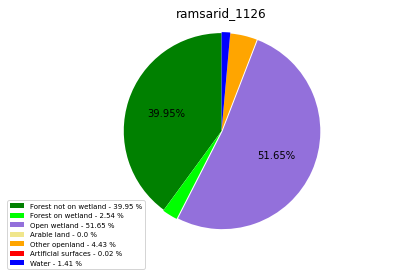 ramsarid_1126
39.95%
51.65%
Forest not on wetland - 39.95 %
Forest on wetland - 2.54 %
Open wetland - 51.65 %
Arable land - 0.0 %
Other openland - 4.43 %
Artificial surfaces - 0.02 %
Water - 1.41 %